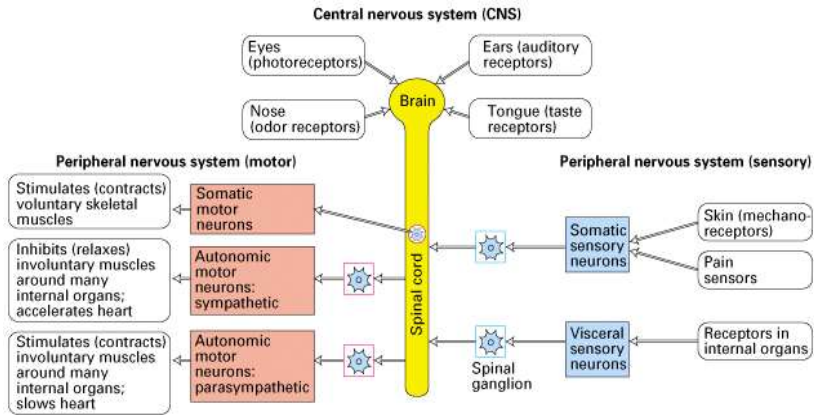 Central nervous system (CNS)
Eyes
(photoreceptors)
Ears (auditory
receptors)
Brain
Nose
(odor receptors)
Tongue (taste
receptors)
Peripheral nervous system (motor)
Peripheral nervous system (sensory)
Stimulates (contracts)
voluntary skeletal
muscles
Somatic
motor
neurons
Inhibits (relaxes)
involuntary muscles
around many
internal organs;
accelerates heart
Autonomic
motor
neurons:
sympathetic
Stimulates (contracts)
involuntary muscles
around many
internal organs;
slows heart
Autonomic
motor
neurons:
parasympathetic
Spinal cord
Spinal
ganglion
Somatic
sensory
neurons
Skin (mechano-
receptors)
Pain
sensors
Visceral
sensory
neurons
Receptors in
internal organs